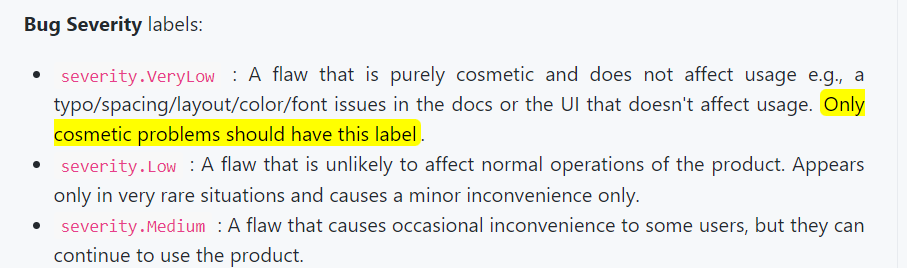 Bug Severity labels:
severity.VeryLow : A flaw that is purely cosmetic and does not affect usage e.g., a
typo/spacing/layout/color/font issues in the docs or the UI that doesn't affect usage. Only
cosmetic problems should have this label.
severity.Low : A flaw that is unlikely to affect normal operations of the product. Appears
only in very rare situations and causes a minor inconvenience only.
severity.Medium : A flaw that causes occasional inconvenience to some users, but they can
continue to use the product.